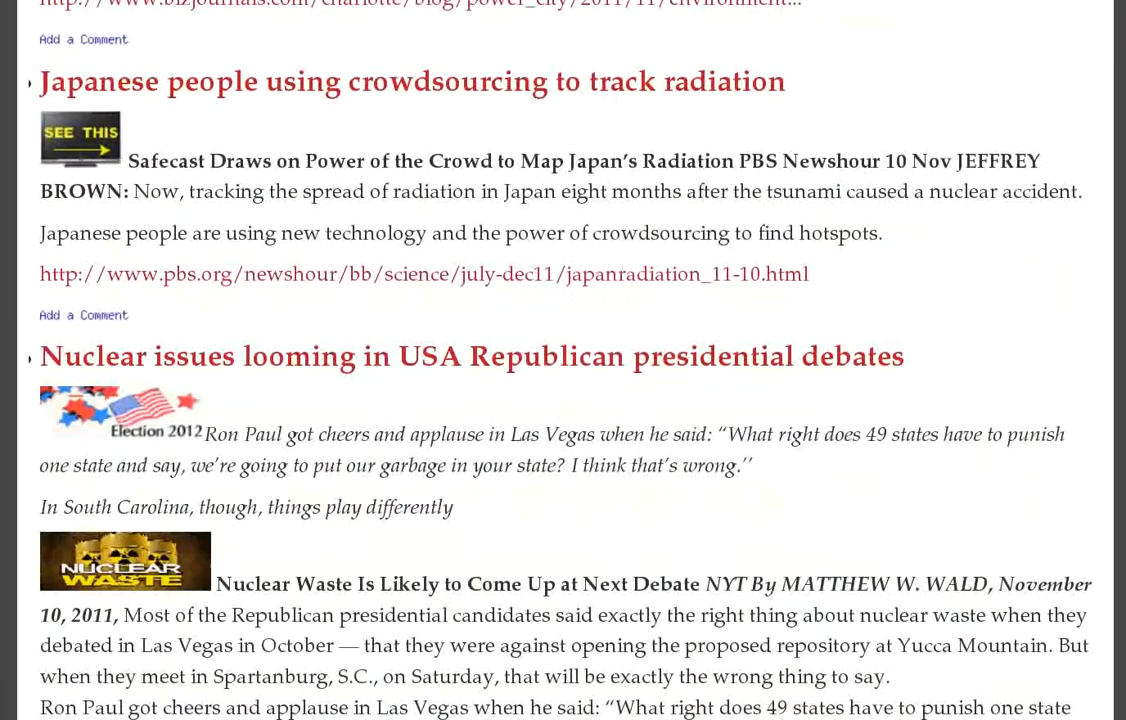 http://www.bizjournals.com/charlotte/blog/power_city/2011/11/environment...
Add a Comment
Japanese people using crowdsourcing to track radiation
SEE THIS
Safecast Draws on Power of the Crowd to Map Japan’s Radiation PBS Newshour 10 Nov JEFFREY
BROWN: Now, tracking the spread of radiation in Japan eight months after the tsunami caused a nuclear accident.
Japanese people are using new technology and the power of crowdsourcing to find hotspots.
http://www.pbs.org/newshour/bb/science/july-dec11/japanradiation_11-10.html
Add a Comment
Nuclear issues looming in USA Republican presidential debates
Election 2012 Ron Paul got cheers and applause in Las Vegas when he said: “What right does 49 states have to punish
one state and say, we’re going to put our garbage in your state? I think that’s wrong.’’
In South Carolina, though, things play differently
NUCLEAR
WASTE
Nuclear Waste Is Likely to Come Up at Next Debate NYT By MATTHEW W. WALD, November
10, 2011, Most of the Republican presidential candidates said exactly the right thing about nuclear waste when they
debated in Las Vegas in October — that they were against opening the proposed repository at Yucca Mountain. But
when they meet in Spartanburg, S.C., on Saturday, that will be exactly the wrong thing to say.
Ron Paul got cheers and applause in Las Vegas when he said: “What right does 49 states have to punish one state